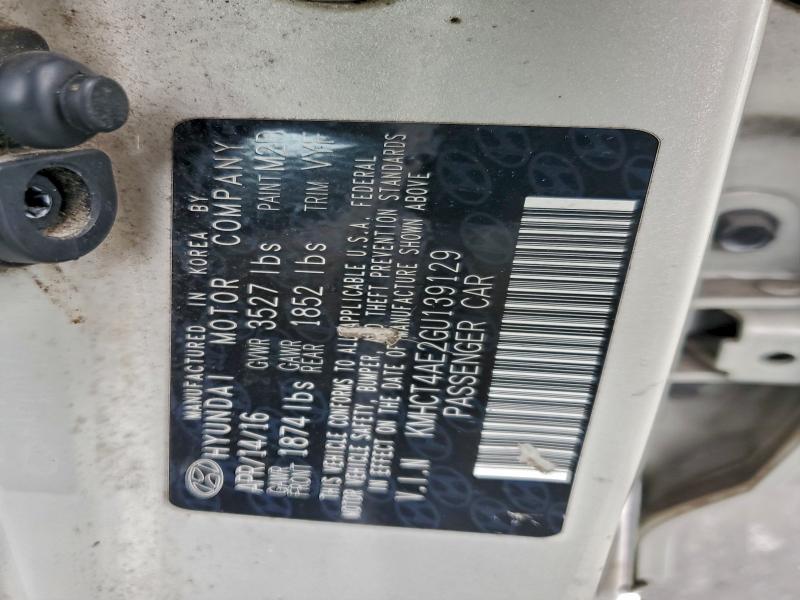 MANUFACTURED IN KOREA BY
HYUNDAI MOTOR COMPANY
APR/14/16 GVWR 3527 lbs PAINT
GAWR FRONT 1874 lbs GAWR REAR 1852 lbs TRIM
THIS VEHICLE CONFORMS TO ALL APPLICABLE U.S.A. FEDERAL
MOTOR VEHICLE SAFETY, BUMPER, AND THEFT PREVENTION STANDARDS
IN EFFECT ON THE DATE OF MANUFACTURE SHOWN ABOVE
V.I.N KMHCT4AE2GU139129
PASSENGER CAR